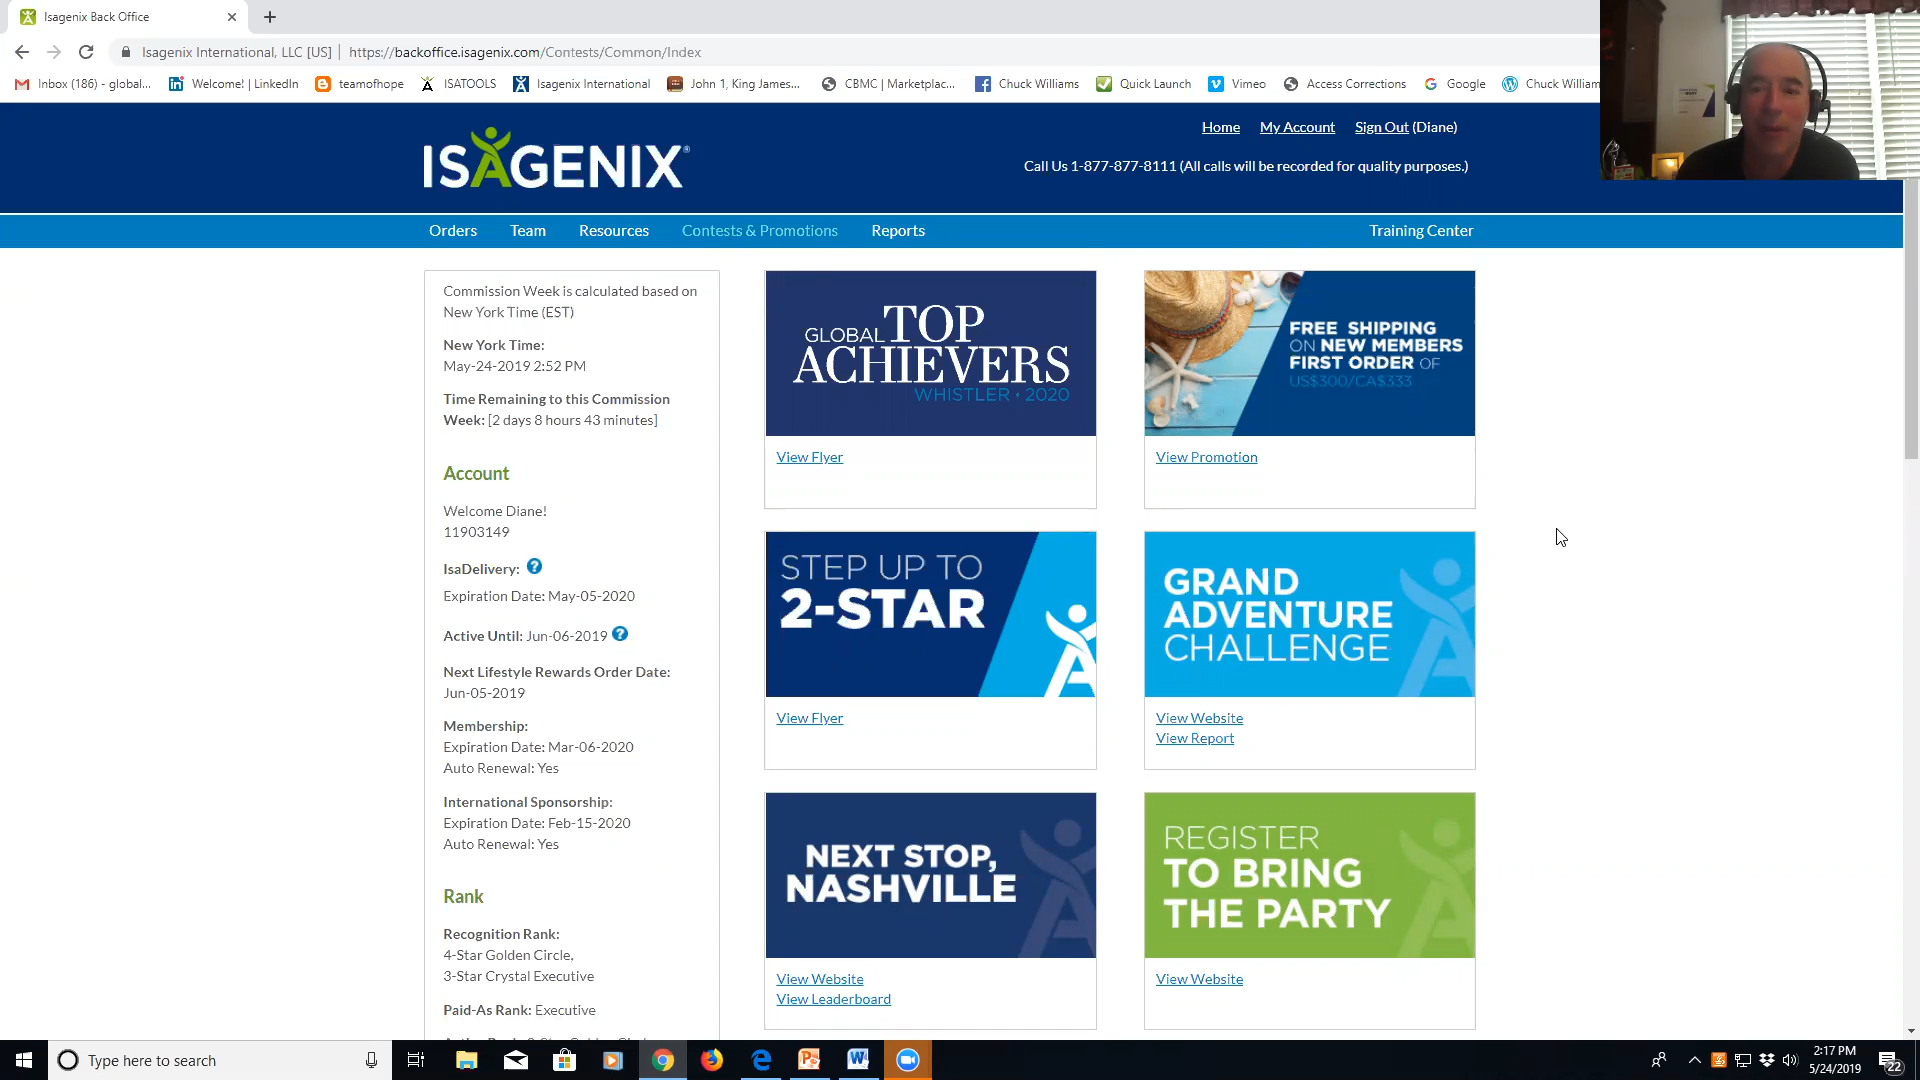 Isagenix Back Office
Isagenix International, LLC [US] | https://backoffice.isagenix.com/Contests/Common/Index
Inbox (186) - global... Welcome! | LinkedIn teamofhope ISATOOLS Isagenix International John 1, King James... CBMC | Marketplac... Chuck Williams Quick Launch Vimeo Access Corrections Google Chuck William
ISAGENIX®
Home My Account Sign Out (Diane)
Call Us 1-877-877-8111 (All calls will be recorded for quality purposes.)
Orders Team Resources Contests & Promotions Reports Training Center
Commission Week is calculated based on
New York Time (EST)
New York Time:
May-24-2019 2:52 PM
Time Remaining to this Commission
Week: [2 days 8 hours 43 minutes]
Account
Welcome Diane!
11903149
IsaDelivery: ?
Expiration Date: May-05-2020
Active Until: Jun-06-2019 ?
Next Lifestyle Rewards Order Date:
Jun-05-2019
Membership:
Expiration Date: Mar-06-2020
Auto Renewal: Yes
International Sponsorship:
Expiration Date: Feb-15-2020
Auto Renewal: Yes
Rank
Recognition Rank:
4-Star Golden Circle,
3-Star Crystal Executive
Paid-As Rank: Executive
GLOBAL TOP
ACHIEVERS
WHISTLER • 2020
View Flyer
FREE SHIPPING
ON NEW MEMBERS
FIRST ORDER OF
US$300/CA$333
View Promotion
STEP UP TO
2-STAR
View Flyer
GRAND
ADVENTURE
CHALLENGE
View Website
View Report
NEXT STOP,
NASHVILLE
View Website
View Leaderboard
REGISTER
TO BRING
THE PARTY
View Website
Type here to search
2:17 PM
5/24/2019
22